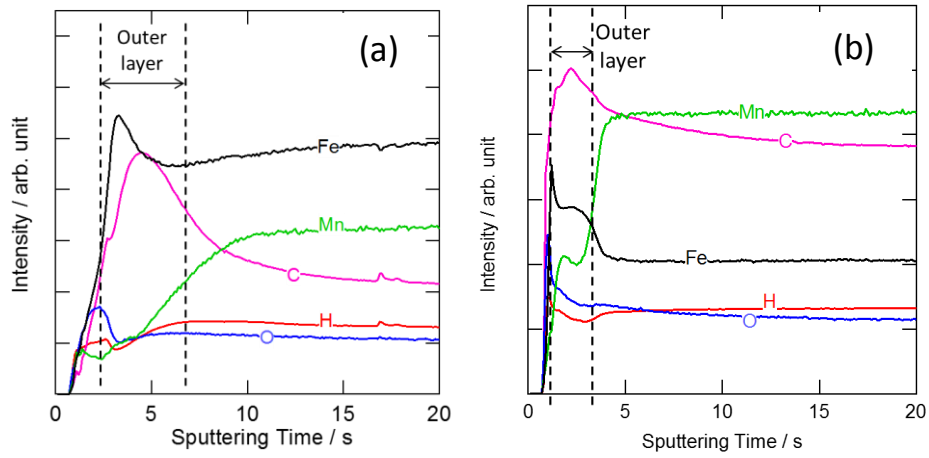 Outer
layer
(a)
Fe
Mn
C
H
O
Intensity / arb. unit
0 5 10 15 20
Sputtering Time / s
Outer
layer
(b)
Mn
C
Fe
H
O
Intensity / arb. unit
0 5 10 15 20
Sputtering Time / s